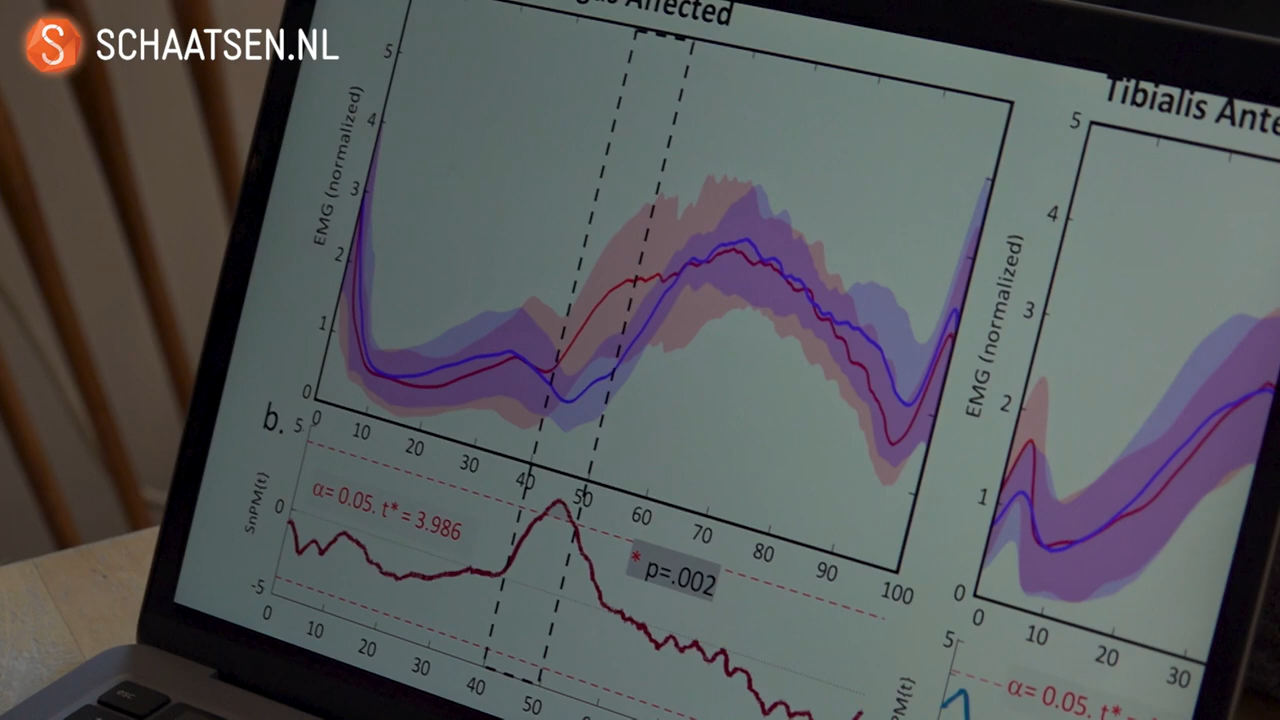 SCHAATSEN.NL
Affected
EMG (normalized)
5
4
3
2
1
0
0 10 20 30 40 50 60 70 80 90 100
b.
SnPM(t)
5
0
-5
α= 0.05. t* = 3.986
* p=.002
0 10 20 30 40 50
Tibialis Ante
EMG (normalized)
5
4
3
2
1
0
0 10 20 30
5
α= 0.05. t*
esc